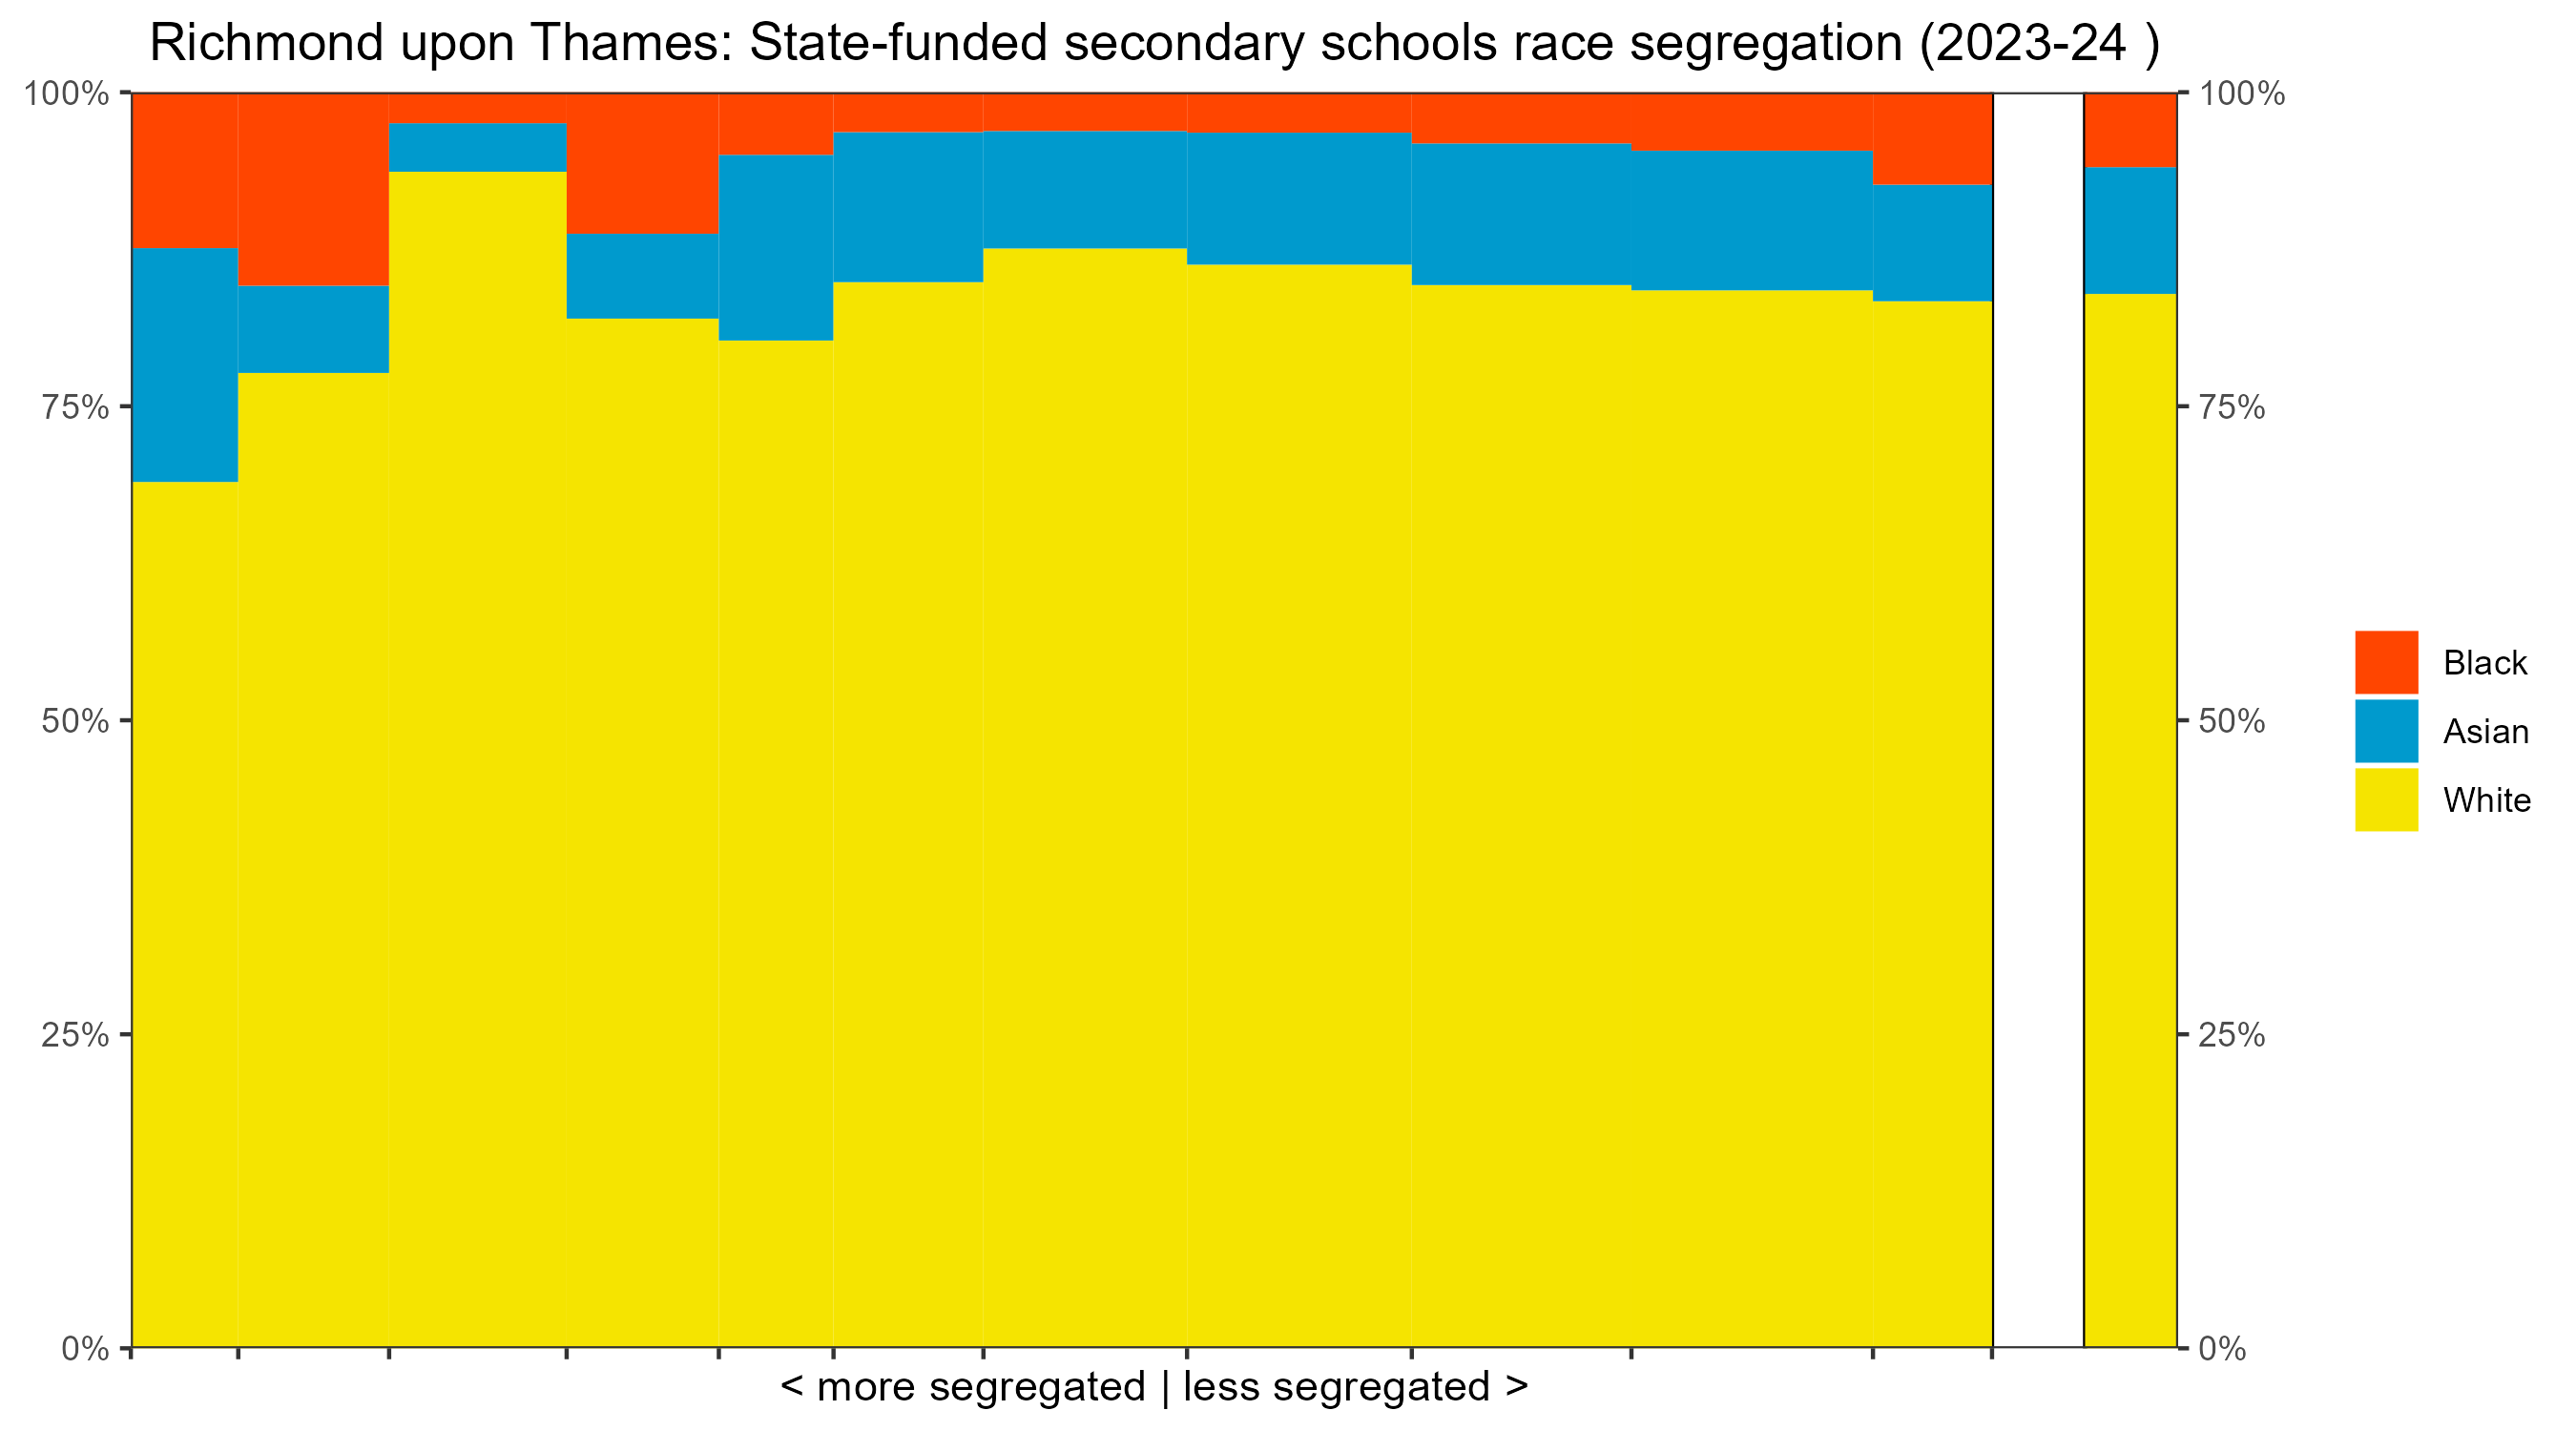 Richmond upon Thames: State-funded secondary schools race segregation (2023-24 )
100%
75%
50%
25%
0%
100%
75%
50%
25%
0%
Black
Asian
White
< more segregated | less segregated >